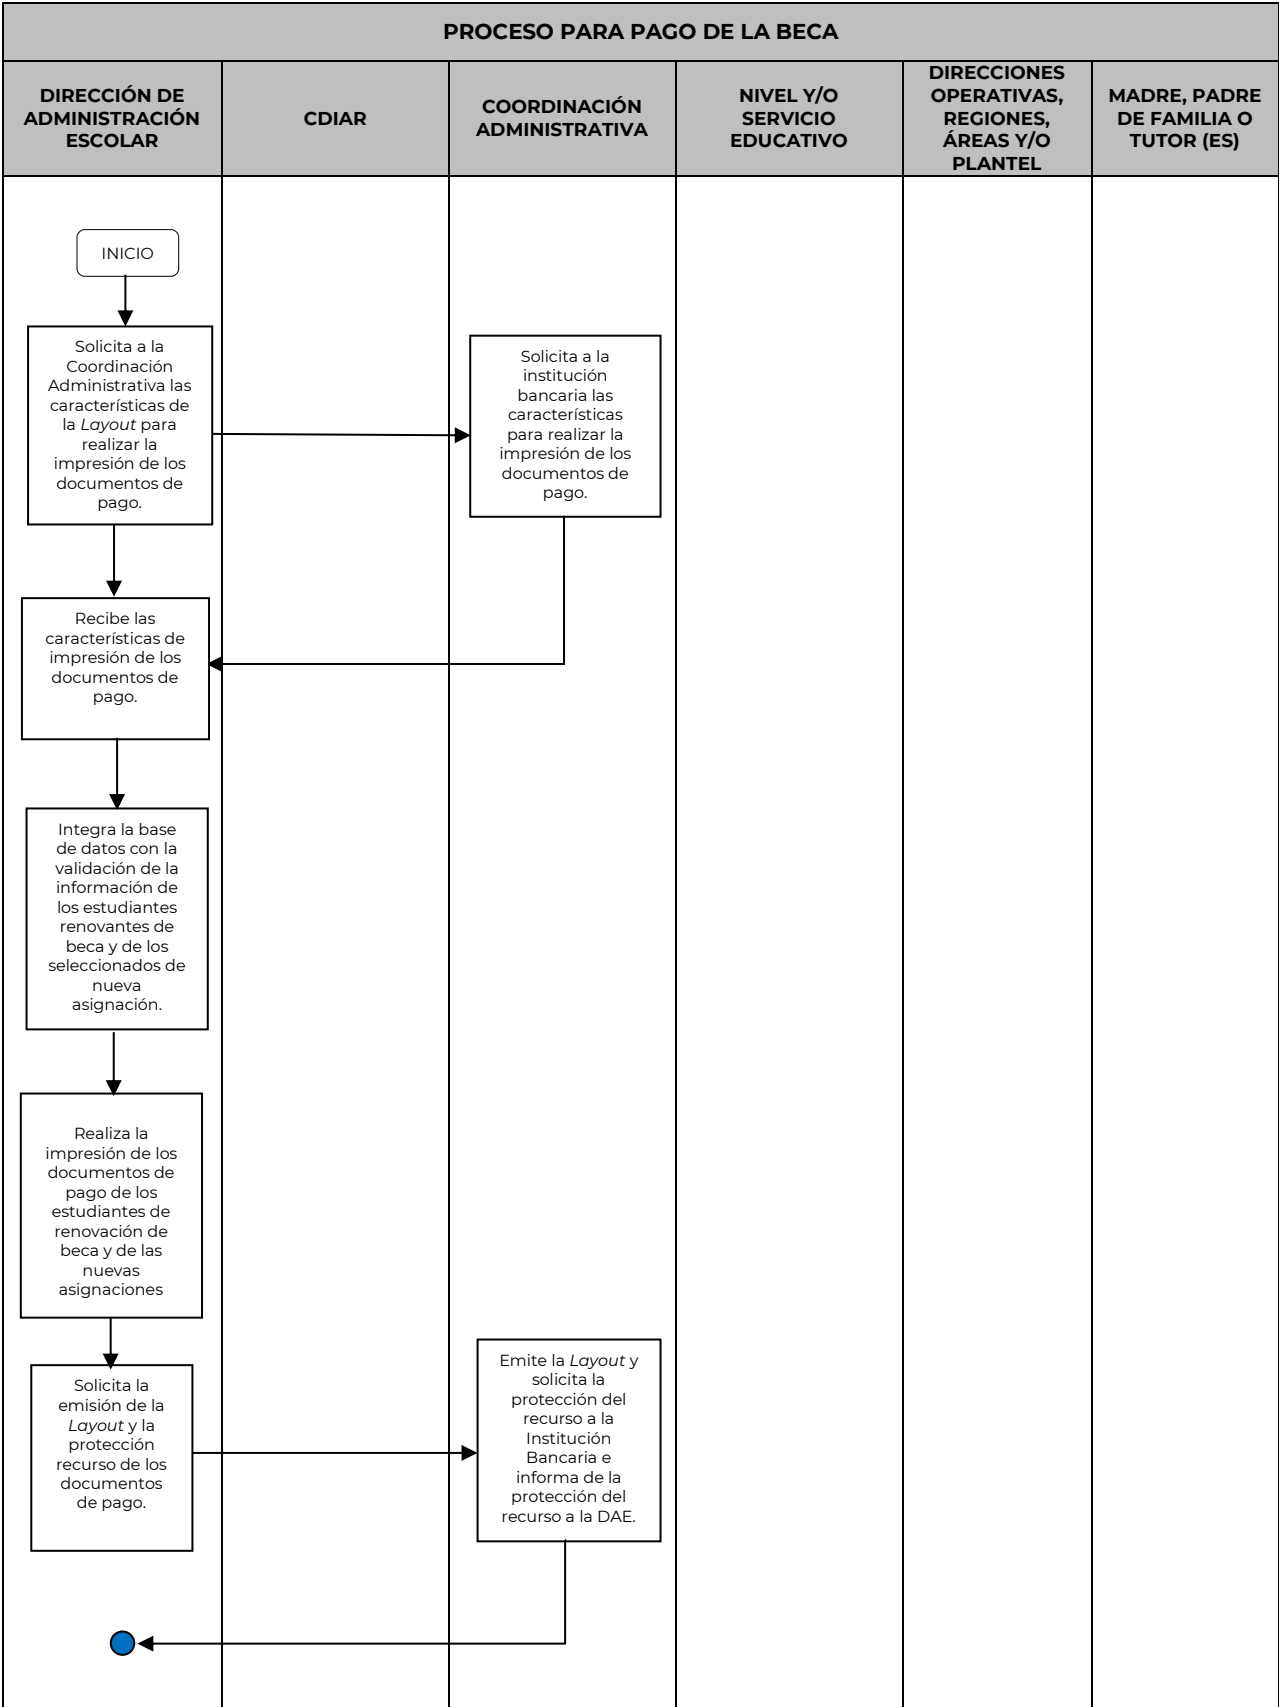 PROCESO PARA PAGO DE LA BECA
DIRECCIÓN DE
ADMINISTRACIÓN
ESCOLAR
CDIAR
COORDINACIÓN
ADMINISTRATIVA
NIVEL Y/O
SERVICIO
EDUCATIVO
DIRECCIONES
OPERATIVAS,
REGIONES,
ÁREAS Y/O
PLANTEL
MADRE, PADRE
DE FAMILIA O
TUTOR (ES)
INICIO
Solicita a la
Coordinación
Administrativa las
características de
la Layout para
realizar la
impresión de los
documentos de
pago.
Solicita a la
institución
bancaria las
características
para realizar la
impresión de los
documentos de
pago.
Recibe las
características de
impresión de los
documentos de
pago.
Integra la base
de datos con la
validación de la
información de
los estudiantes
renovantes de
beca y de los
seleccionados de
nueva
asignación.
Realiza la
impresión de los
documentos de
pago de los
estudiantes de
renovación de
beca y de las
nuevas
asignaciones
Solicita la
emisión de la
Layout y la
protección
recurso de los
documentos
de pago.
Emite la Layout y
solicita la
protección del
recurso a la
Institución
Bancaria e
informa de la
protección del
recurso a la DAE.